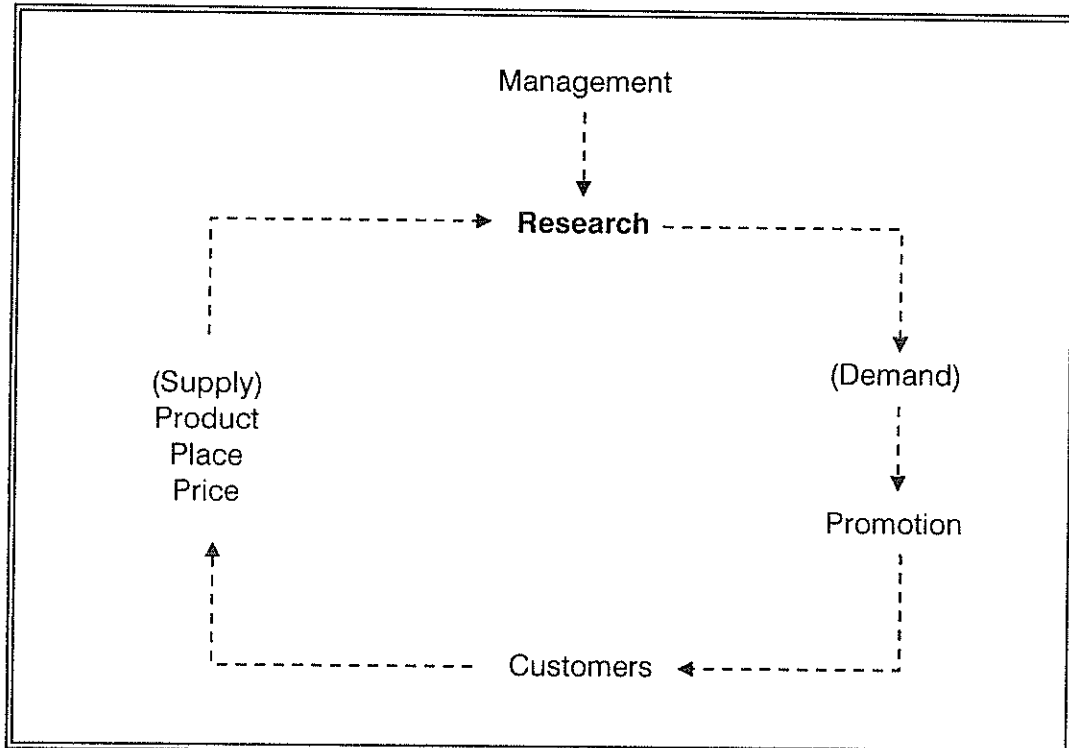 Management
Research
(Supply)
Product
Place
Price
(Demand)
Promotion
Customers